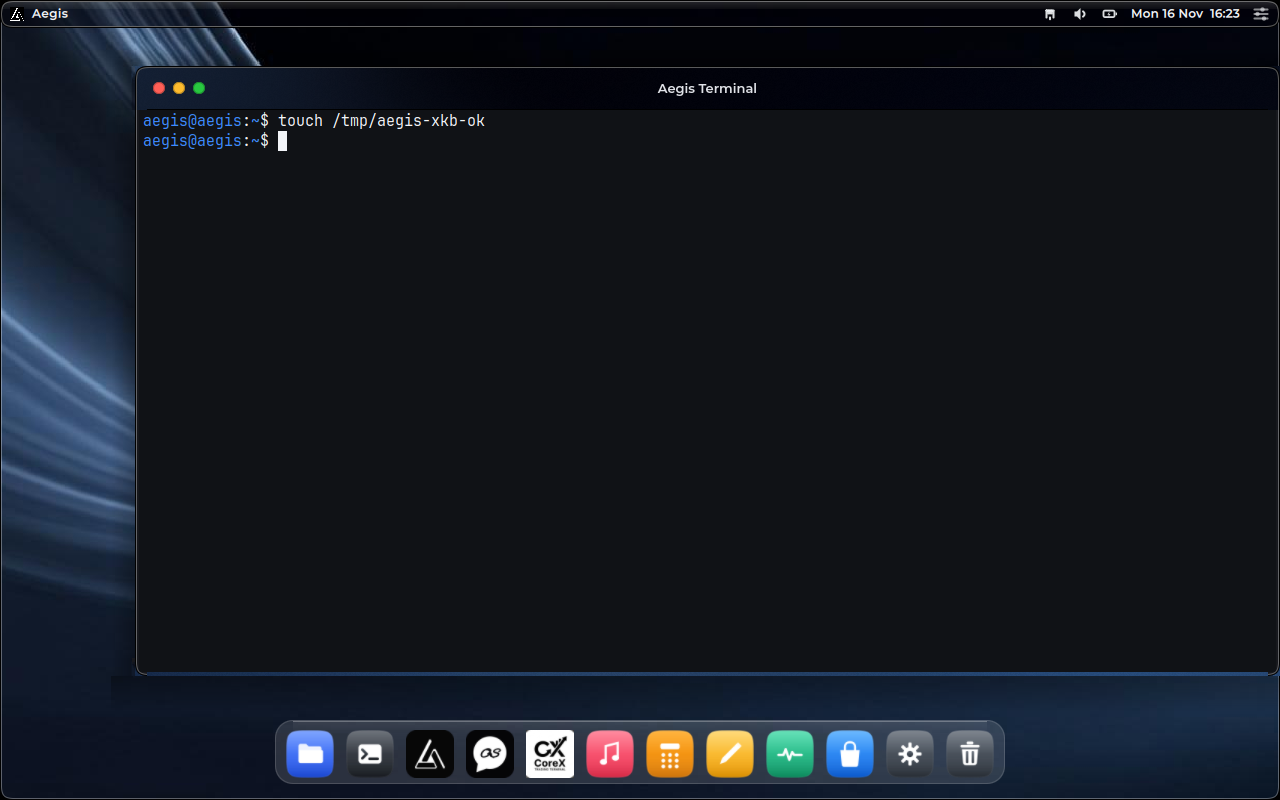 Aegis
Mon 16 Nov 16:23
Aegis Terminal
aegis@aegis:~$ touch /tmp/aegis-xkb-ok
aegis@aegis:~$
as
CX
CoreX